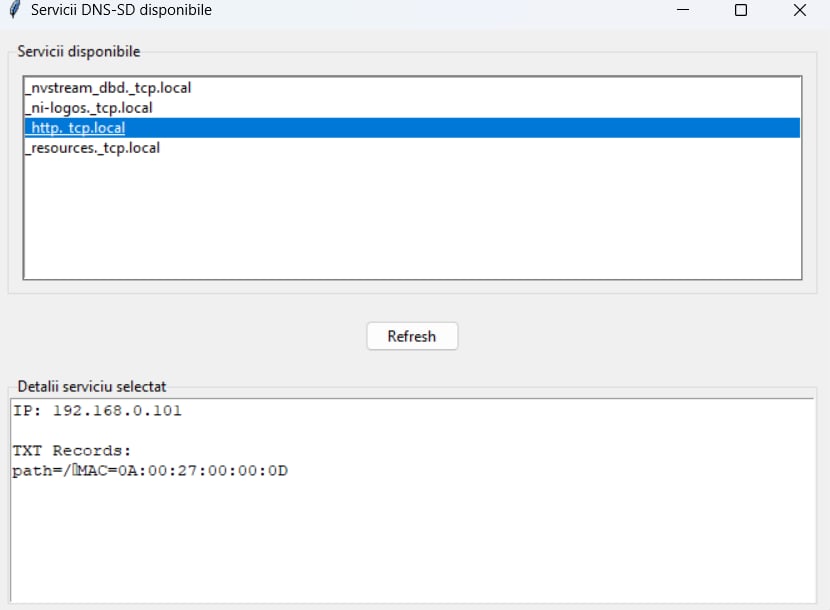 Servicii DNS-SD disponibile
Servicii disponibile
_nvstream_dbd._tcp.local
_ni-logos._tcp.local
_http._tcp.local
_resources._tcp.local
Refresh
Detalii serviciu selectat
IP: 192.168.0.101
TXT Records:
path=/▯MAC=0A:00:27:00:00:0D